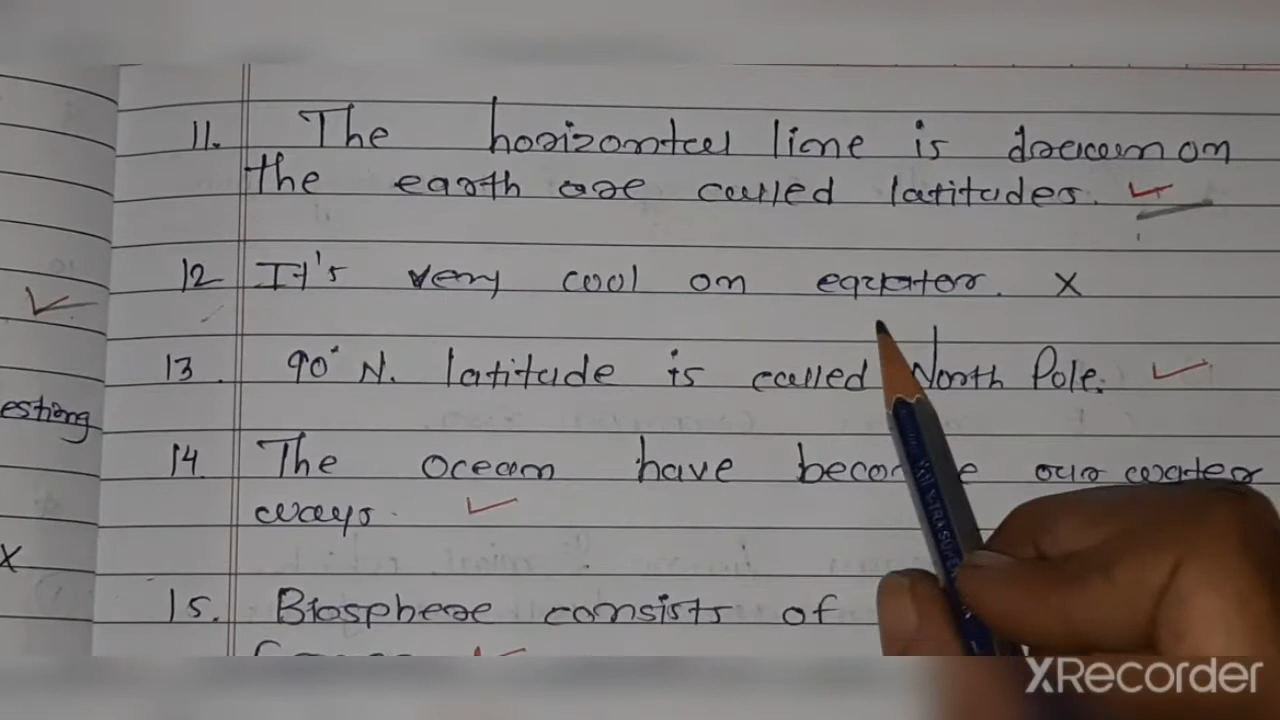 11. The horizontal line is drawn on
the earth are called latitudes. ✓
12 It's very cool on equator. X
13. 90° N. latitude is called North Pole. ✓
estiong
14. The ocean have become our water
ways. ✓
X
15. Biosphere consists of
XRecorder